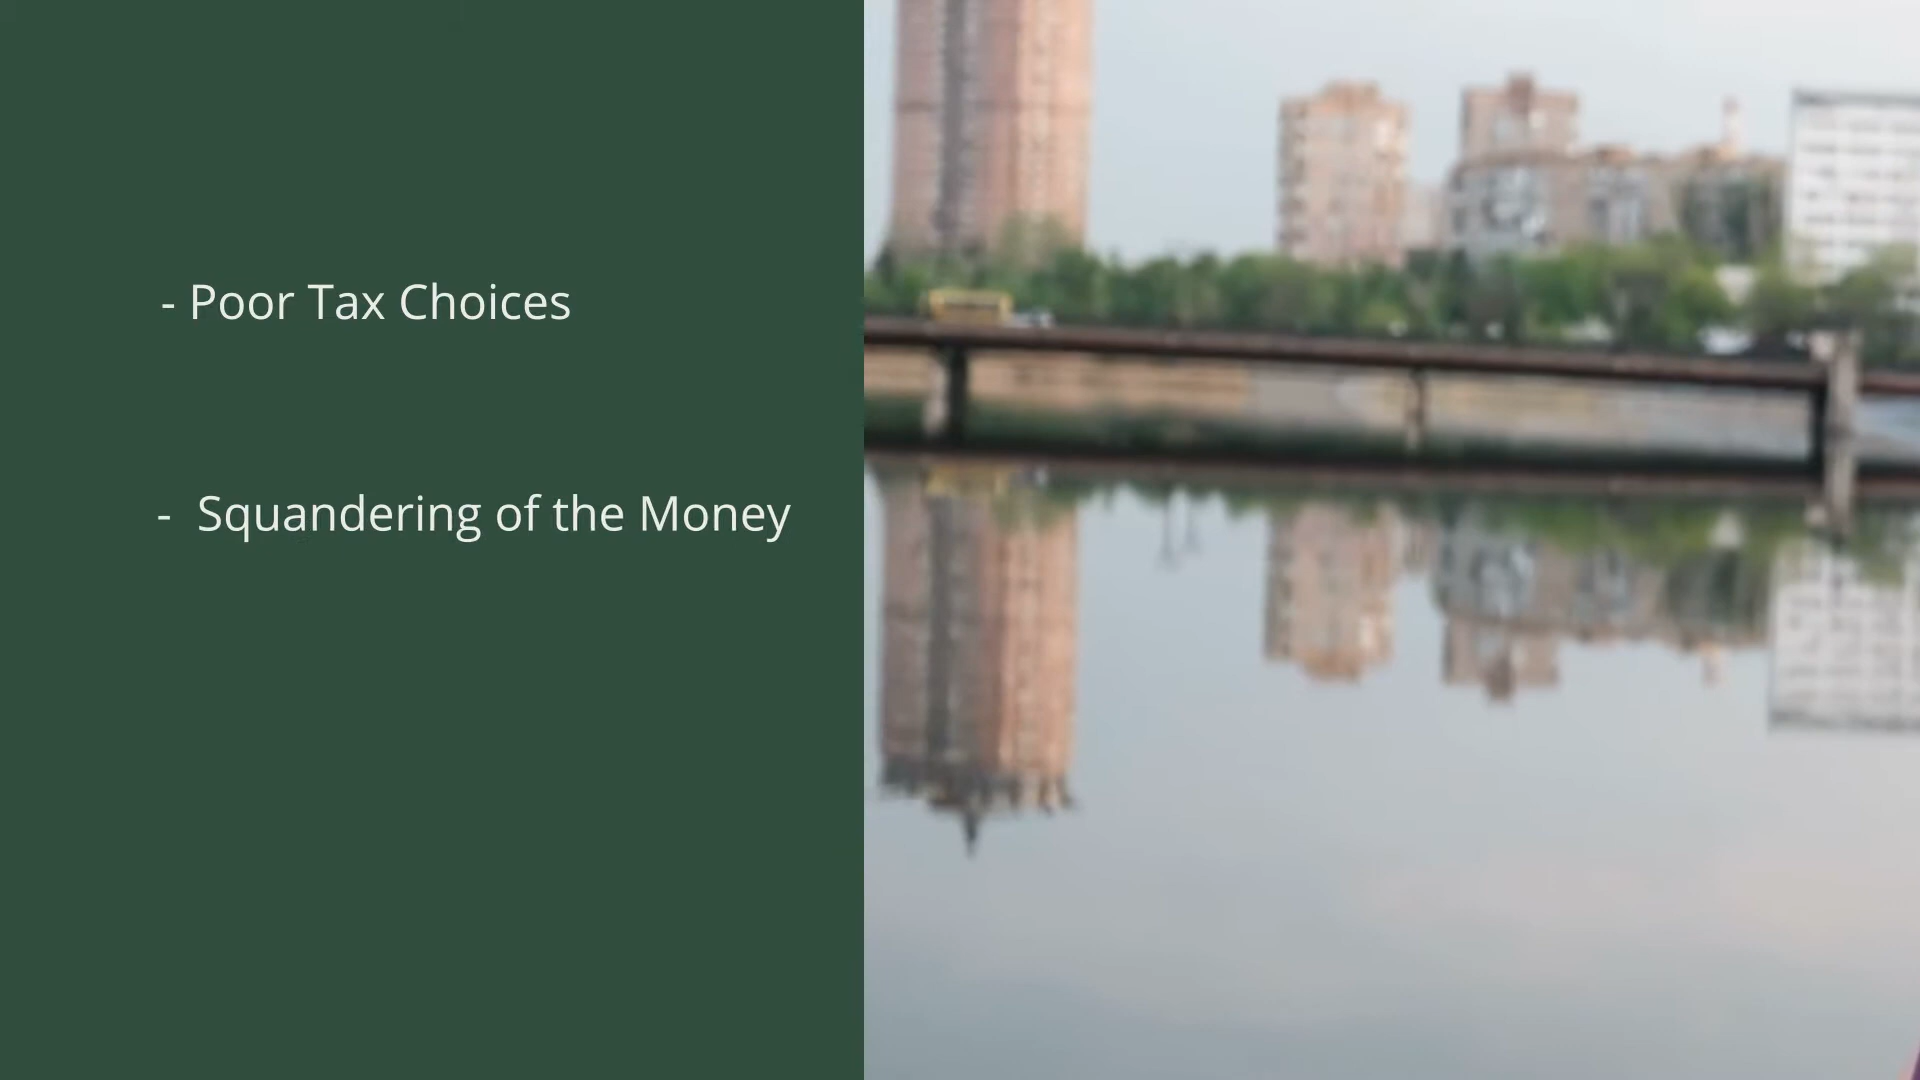 - Poor Tax Choices
- Squandering of the Money